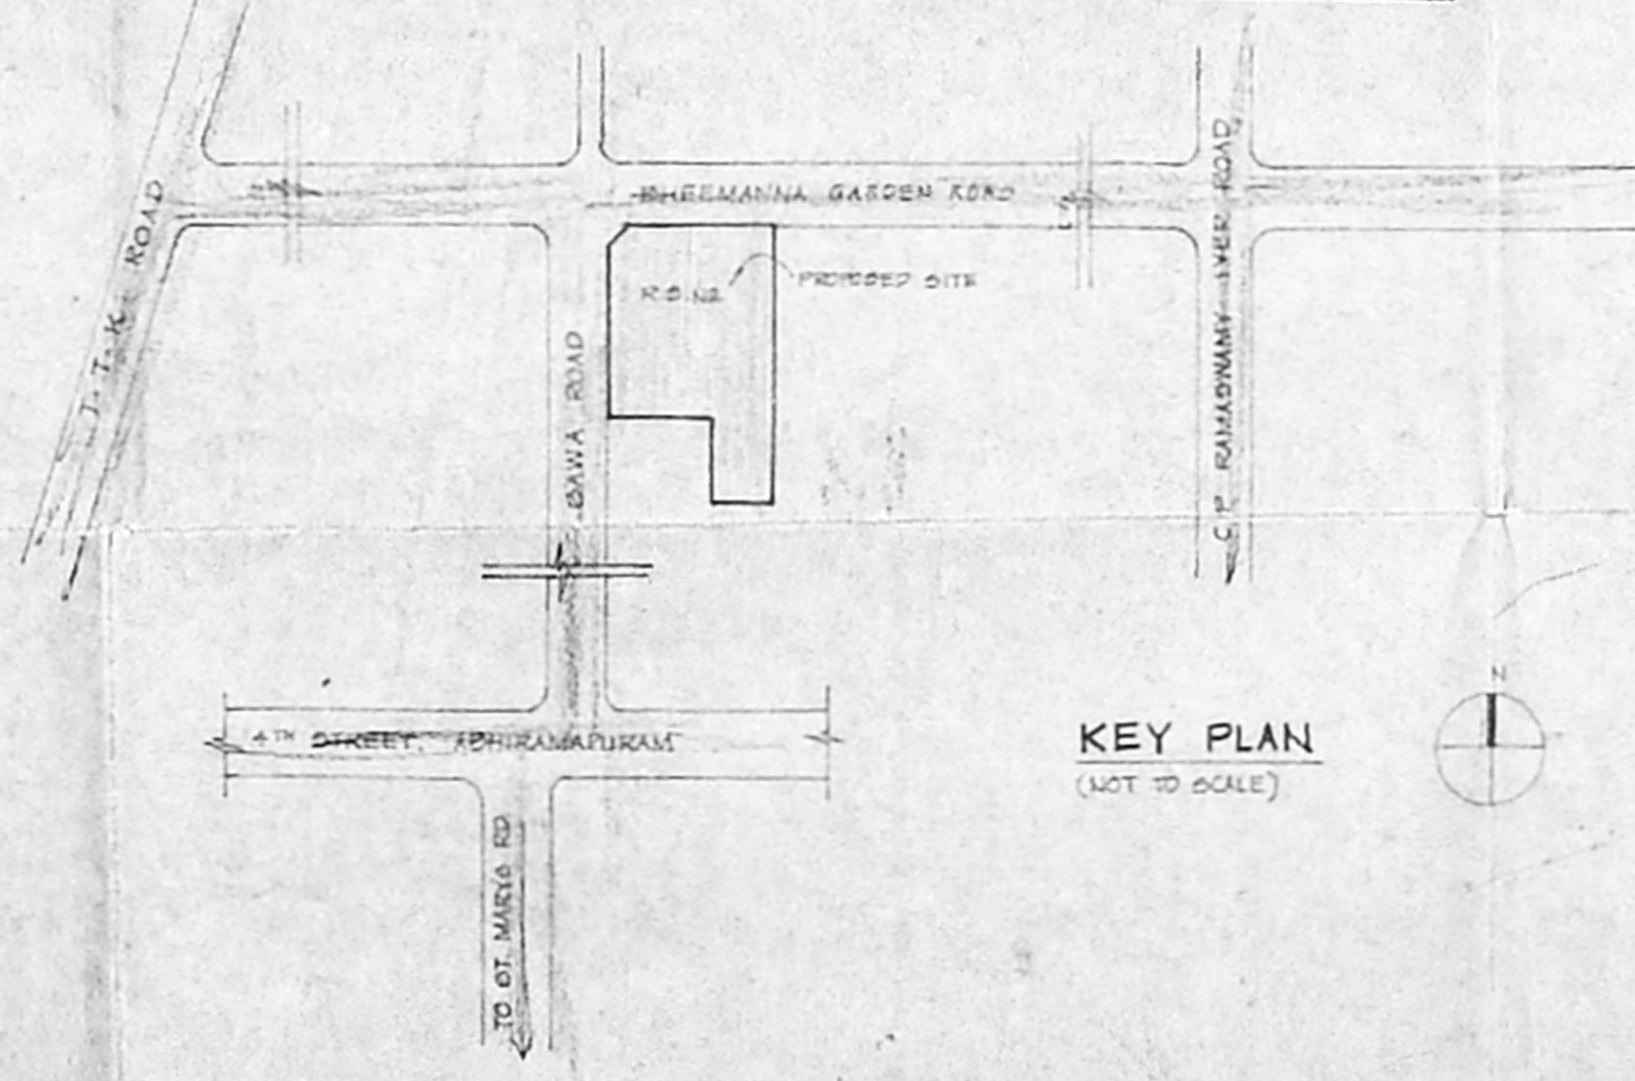 J.T.K ROAD
BHEEMANNA GARDEN ROAD
R.S.No
PROPOSED SITE
BAWA ROAD
C.P RAMASWAMY IYER ROAD
4TH STREET, ABHIRAMAPURAM
TO ST. MARYS RD
KEY PLAN
(NOT TO SCALE)
N